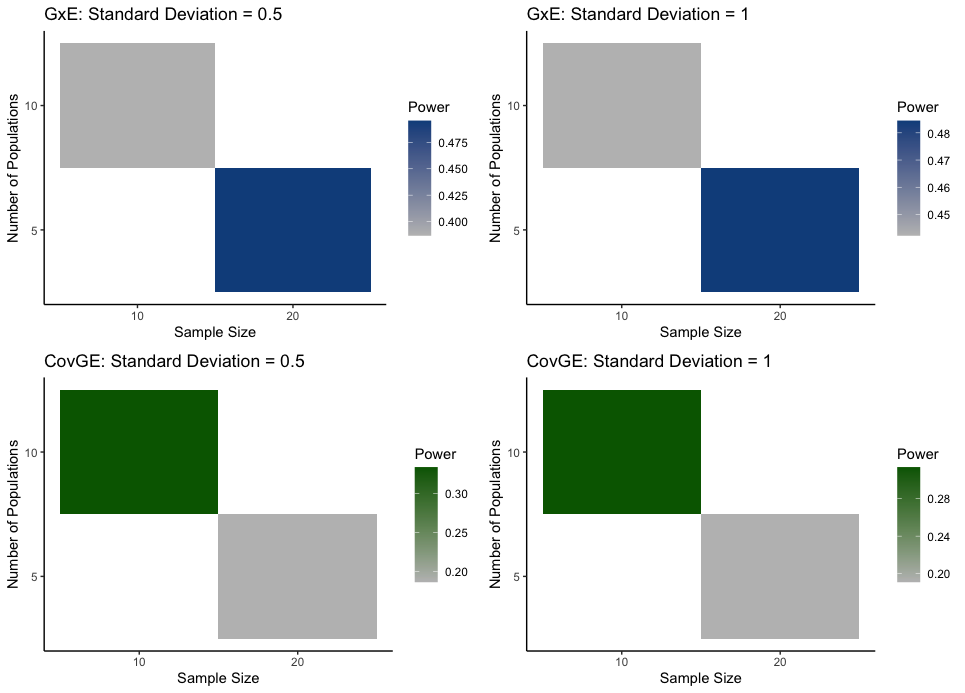 GxE: Standard Deviation = 0.5
Number of Populations
10
5
10
20
Sample Size
Power
0.475
0.450
0.425
0.400
GxE: Standard Deviation = 1
Number of Populations
10
5
10
20
Sample Size
Power
0.48
0.47
0.46
0.45
CovGE: Standard Deviation = 0.5
Number of Populations
10
5
10
20
Sample Size
Power
0.30
0.25
0.20
CovGE: Standard Deviation = 1
Number of Populations
10
5
10
20
Sample Size
Power
0.28
0.24
0.20